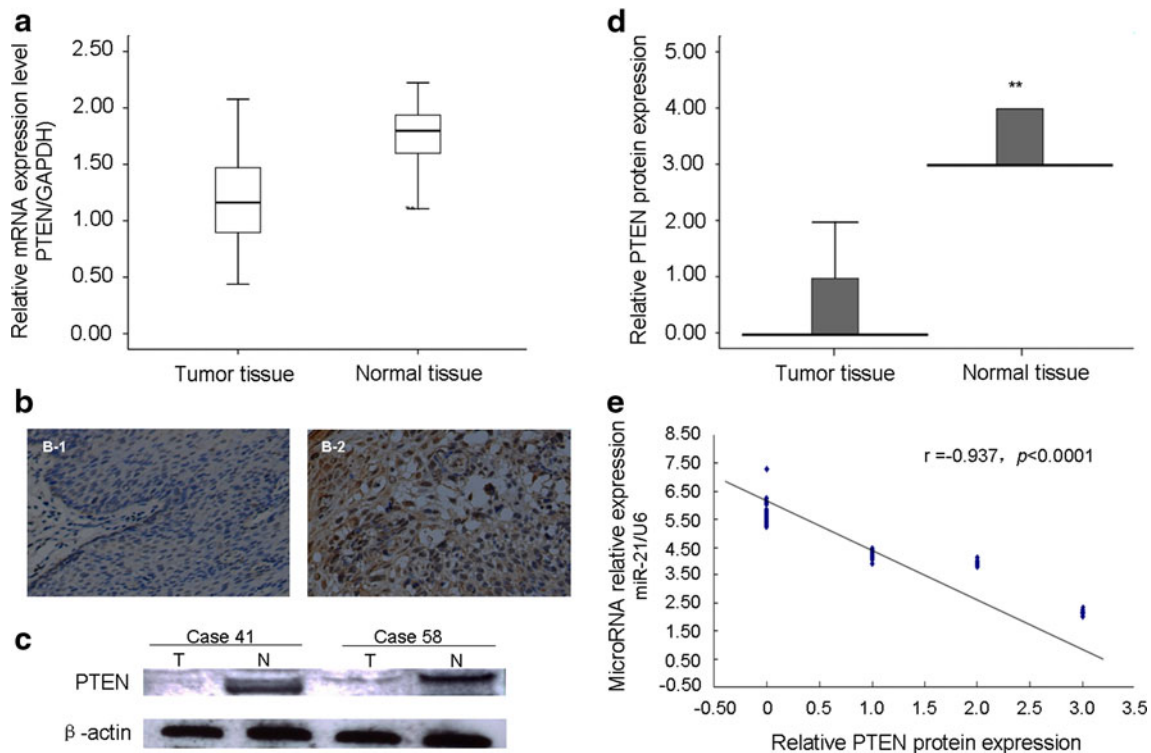 a
Relative mRNA expression level
PTEN/GAPDH)
2.50
2.00
1.50
1.00
0.50
0.00
Tumor tissue
Normal tissue
b
B-1
B-2
c
Case 41
Case 58
T
N
T
N
PTEN
β-actin
d
Relative PTEN protein expression
5.00
4.00
3.00
2.00
1.00
0.00
**
Tumor tissue
Normal tissue
e
MicroRNA relative expression
miR-21/U6
8.50
7.50
6.50
5.50
4.50
3.50
2.50
1.50
0.50
-0.50
r =-0.937, p<0.0001
-0.50
0
0.5
1.0
1.5
2.0
2.5
3.0
3.5
Relative PTEN protein expression